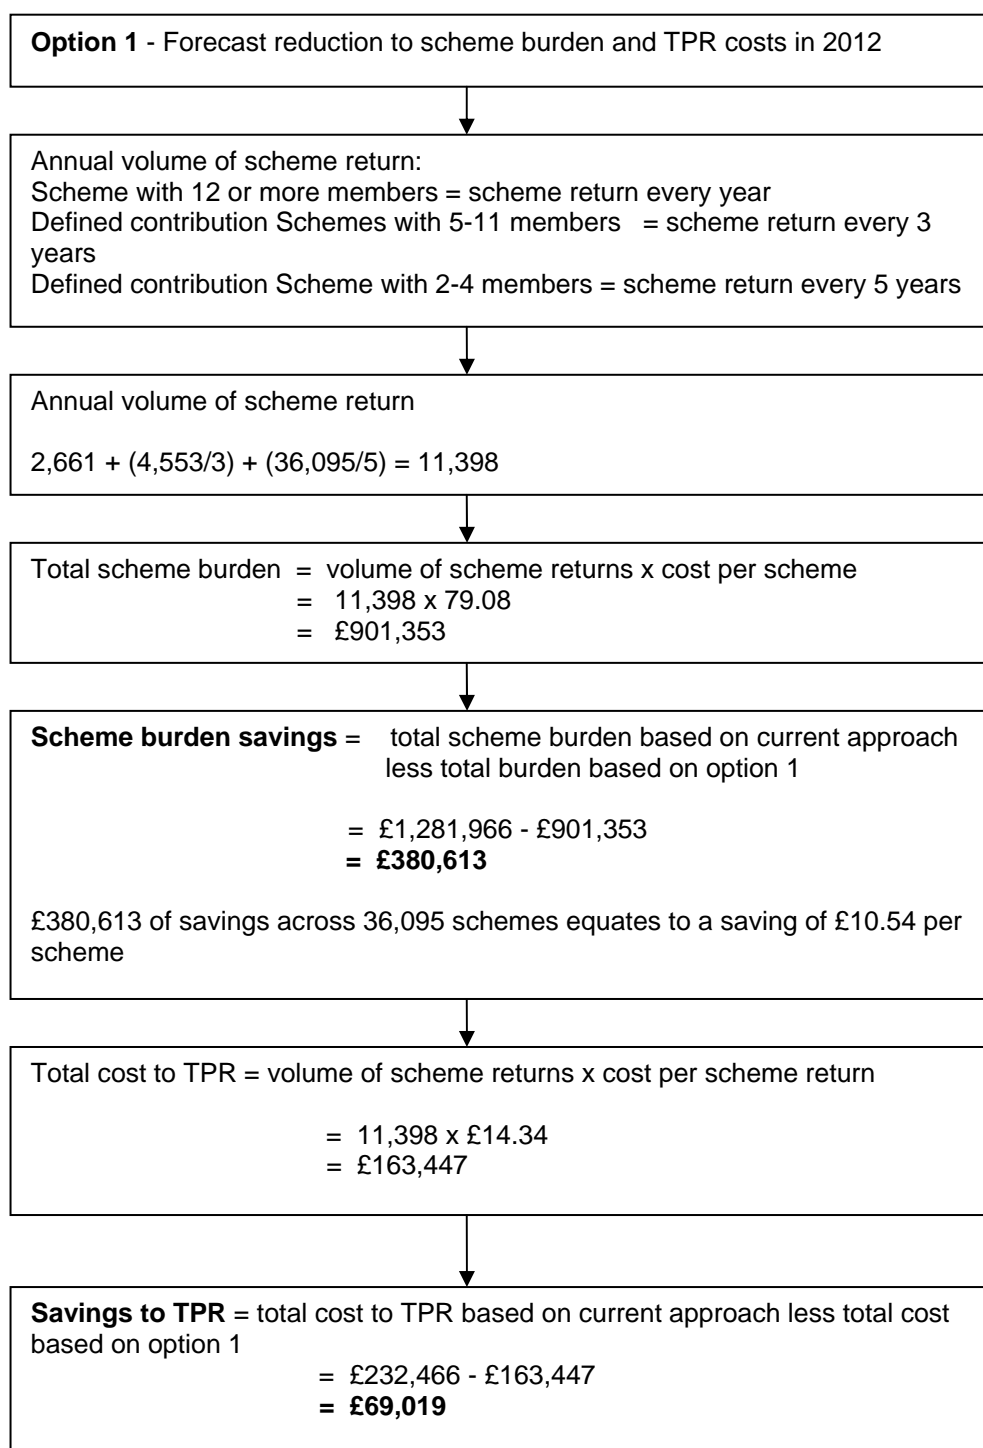 Option 1 - Forecast reduction to scheme burden and TPR costs in 2012
Annual volume of scheme return:
Scheme with 12 or more members = scheme return every year
Defined contribution Schemes with 5-11 members = scheme return every 3
years
Defined contribution Scheme with 2-4 members = scheme return every 5 years
Annual volume of scheme return
2,661 + (4,553/3) + (36,095/5) = 11,398
Total scheme burden = volume of scheme returns x cost per scheme
= 11,398 x 79.08
= £901,353
Scheme burden savings = total scheme burden based on current approach
less total burden based on option 1
= £1,281,966 - £901,353
= £380,613
£380,613 of savings across 36,095 schemes equates to a saving of £10.54 per
scheme
Total cost to TPR = volume of scheme returns x cost per scheme return
= 11,398 x £14.34
= £163,447
Savings to TPR = total cost to TPR based on current approach less total cost
based on option 1
= £232,466 - £163,447
= £69,019